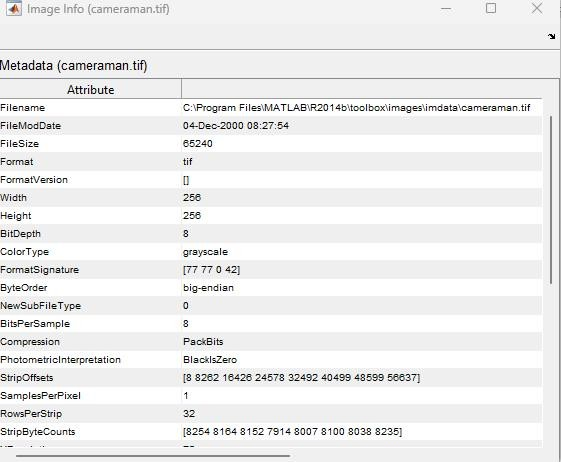 Image Info (cameraman.tif)
Metadata (cameraman.tif)
Attribute
Filename C:\Program Files\MATLAB\R2014b\toolbox\images\imdata\cameraman.tif
FileModDate 04-Dec-2000 08:27:54
FileSize 65240
Format tif
FormatVersion []
Width 256
Height 256
BitDepth 8
ColorType grayscale
FormatSignature [77 77 0 42]
ByteOrder big-endian
NewSubFileType 0
BitsPerSample 8
Compression PackBits
PhotometricInterpretation BlackIsZero
StripOffsets [8 8262 16426 24578 32492 40499 48599 56637]
SamplesPerPixel 1
RowsPerStrip 32
StripByteCounts [8254 8164 8152 7914 8007 8100 8038 8235]